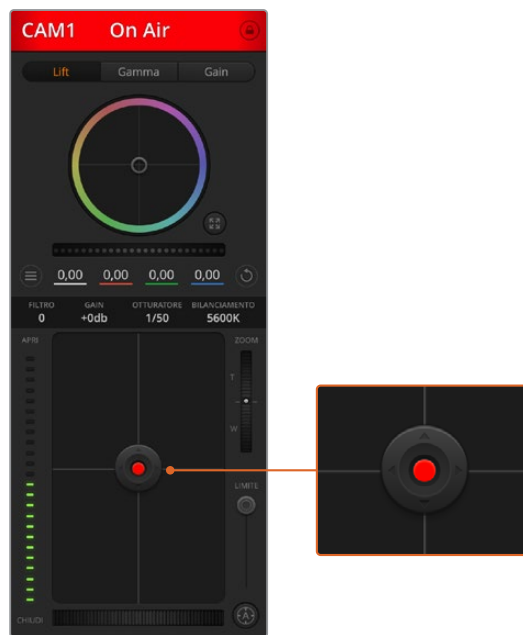 CAM1 On Air
Lift Gamma Gain
0,00 0,00 0,00 0,00
FILTRO GAIN OTTURATORE BILANCIAMENTO
0 +0db 1/50 5600K
APRI ZOOM
T
W
LIMITE
CHIUDI A